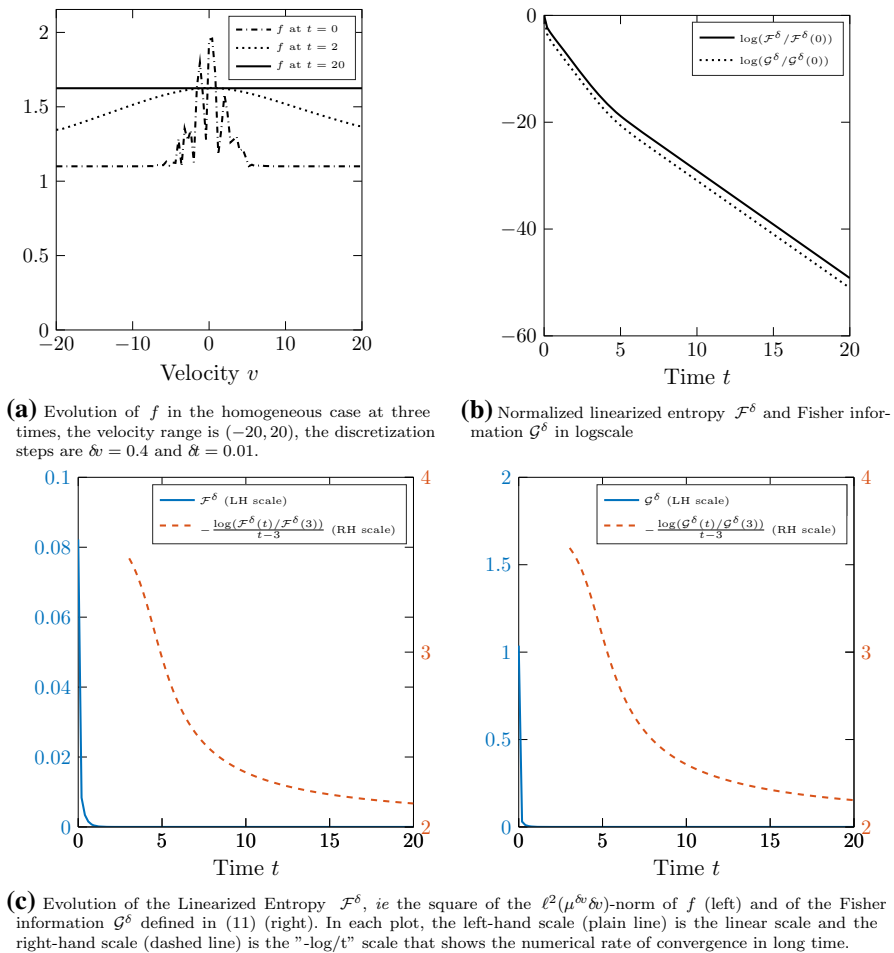 2
1.5
1
0.5
0
−20
−10
0
10
20
Velocity v
f at t = 0
f at t = 2
f at t = 20
0
−20
−40
−60
0
5
10
15
20
Time t
log(ℱ^δ/ℱ^δ(0))
log(𝒢^δ/𝒢^δ(0))
(a) Evolution of f in the homogeneous case at three
times, the velocity range is (−20, 20), the discretization
steps are δv = 0.4 and δt = 0.01.
(b) Normalized linearized entropy ℱ^δ and Fisher infor-
mation 𝒢^δ in logscale
0.1
0.08
0.06
0.04
0.02
0
0
5
10
15
20
4
3
2
Time t
ℱ^δ (LH scale)
− log(ℱ^δ(t)/ℱ^δ(3))/t−3 (RH scale)
2
1.5
1
0.5
0
0
5
10
15
20
4
3
2
Time t
𝒢^δ (LH scale)
− log(𝒢^δ(t)/𝒢^δ(3))/t−3 (RH scale)
(c) Evolution of the Linearized Entropy ℱ^δ, ie the square of the ℓ²(μ^δv δv)-norm of f (left) and of the Fisher
information 𝒢^δ defined in (11) (right). In each plot, the left-hand scale (plain line) is the linear scale and the
right-hand scale (dashed line) is the ”-log/t” scale that shows the numerical rate of convergence in long time.